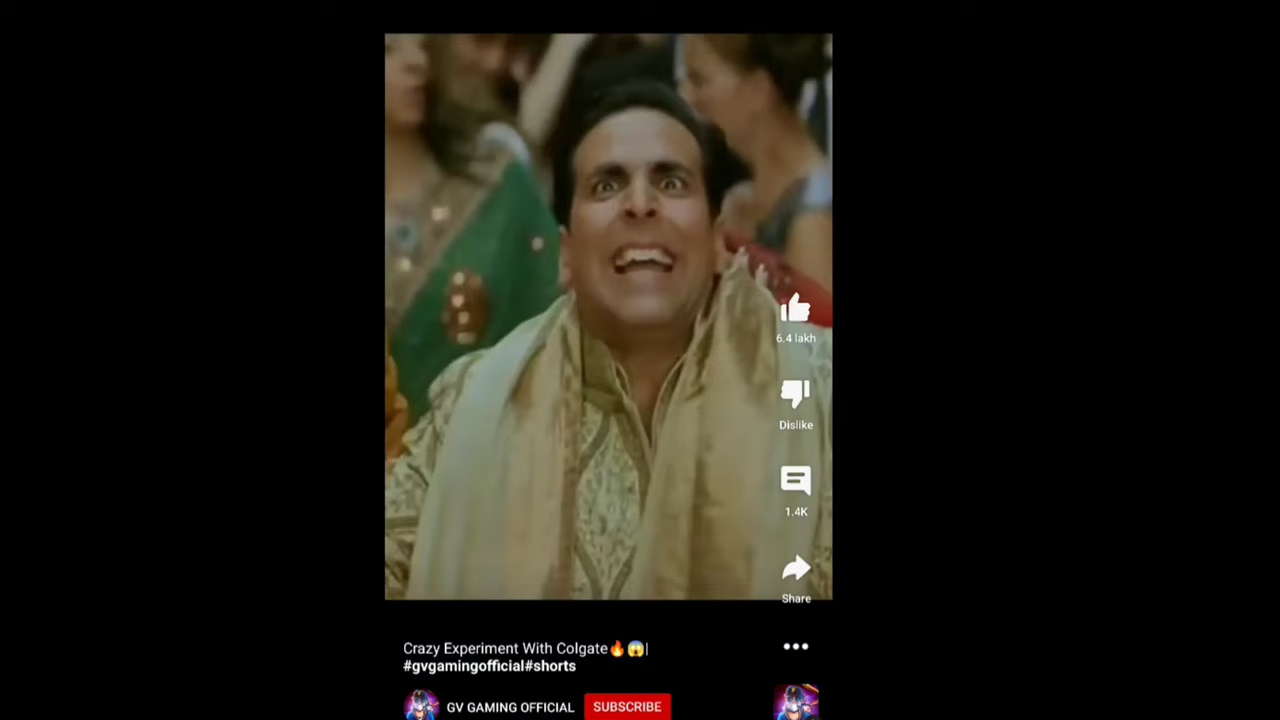 6.4 lakh
Dislike
1.4K
Share
Crazy Experiment With Colgate🔥😱|
#gvgamingofficial#shorts
GV GAMING OFFICIAL
SUBSCRIBE